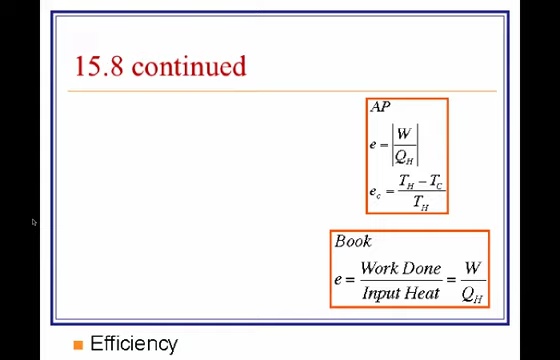 15.8 continued
AP
e = |W / Q_H|
e_c = (T_H − T_C) / T_H
Book
e = Work Done / Input Heat = W / Q_H
Efficiency